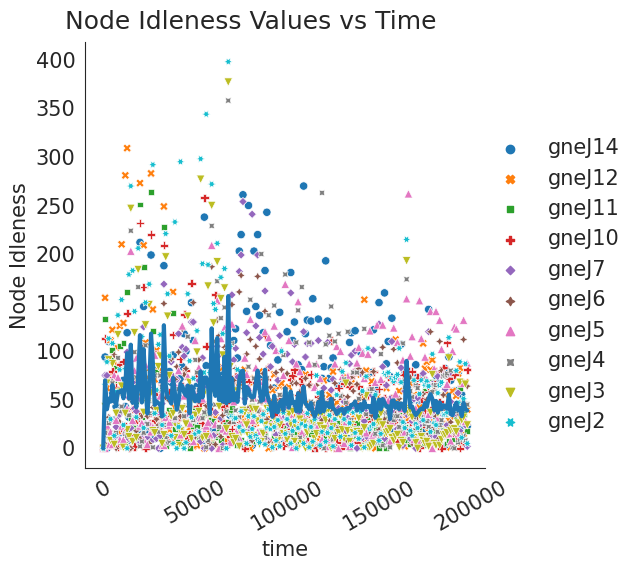 Node Idleness Values vs Time
400
350
300
250
200
150
100
50
0
Node Idleness
0
50000
100000
150000
200000
time
gneJ14
gneJ12
gneJ11
gneJ10
gneJ7
gneJ6
gneJ5
gneJ4
gneJ3
gneJ2